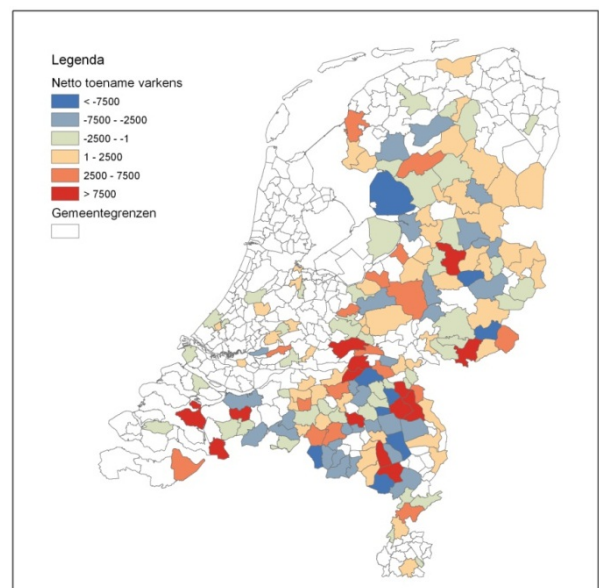 Legenda
Netto toename varkens
< -7500
-7500 - -2500
-2500 - -1
1 - 2500
2500 - 7500
> 7500
Gemeentegrenzen